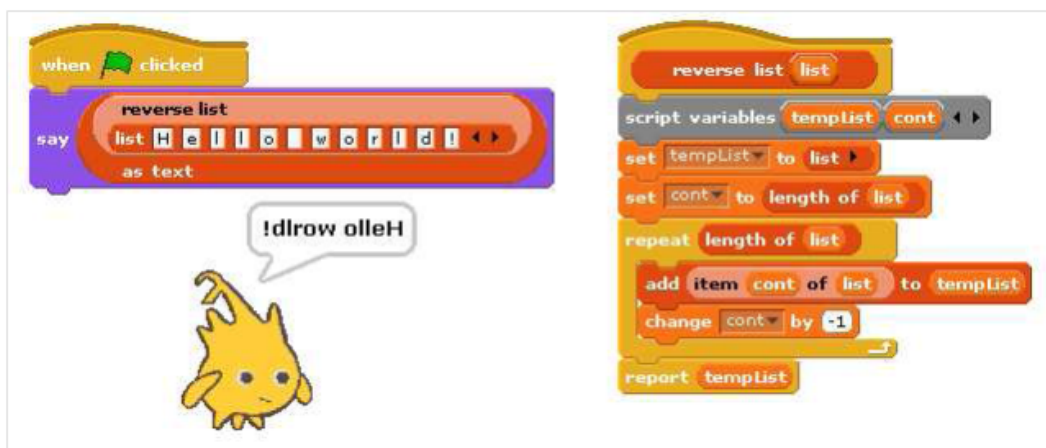 when clicked
say reverse list
list H e l l o w o r l d !
as text
!dlrow olleH
reverse list list
script variables tempList cont
set tempList to list
set cont to length of list
repeat length of list
add item cont of list to tempList
change cont by -1
report tempList